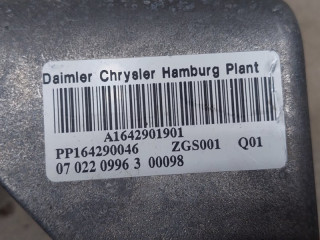 Daimler Chrysler Hamburg Plant
A1642901901
PP164290046 ZGS001 Q01
07 022 0996 3 00098